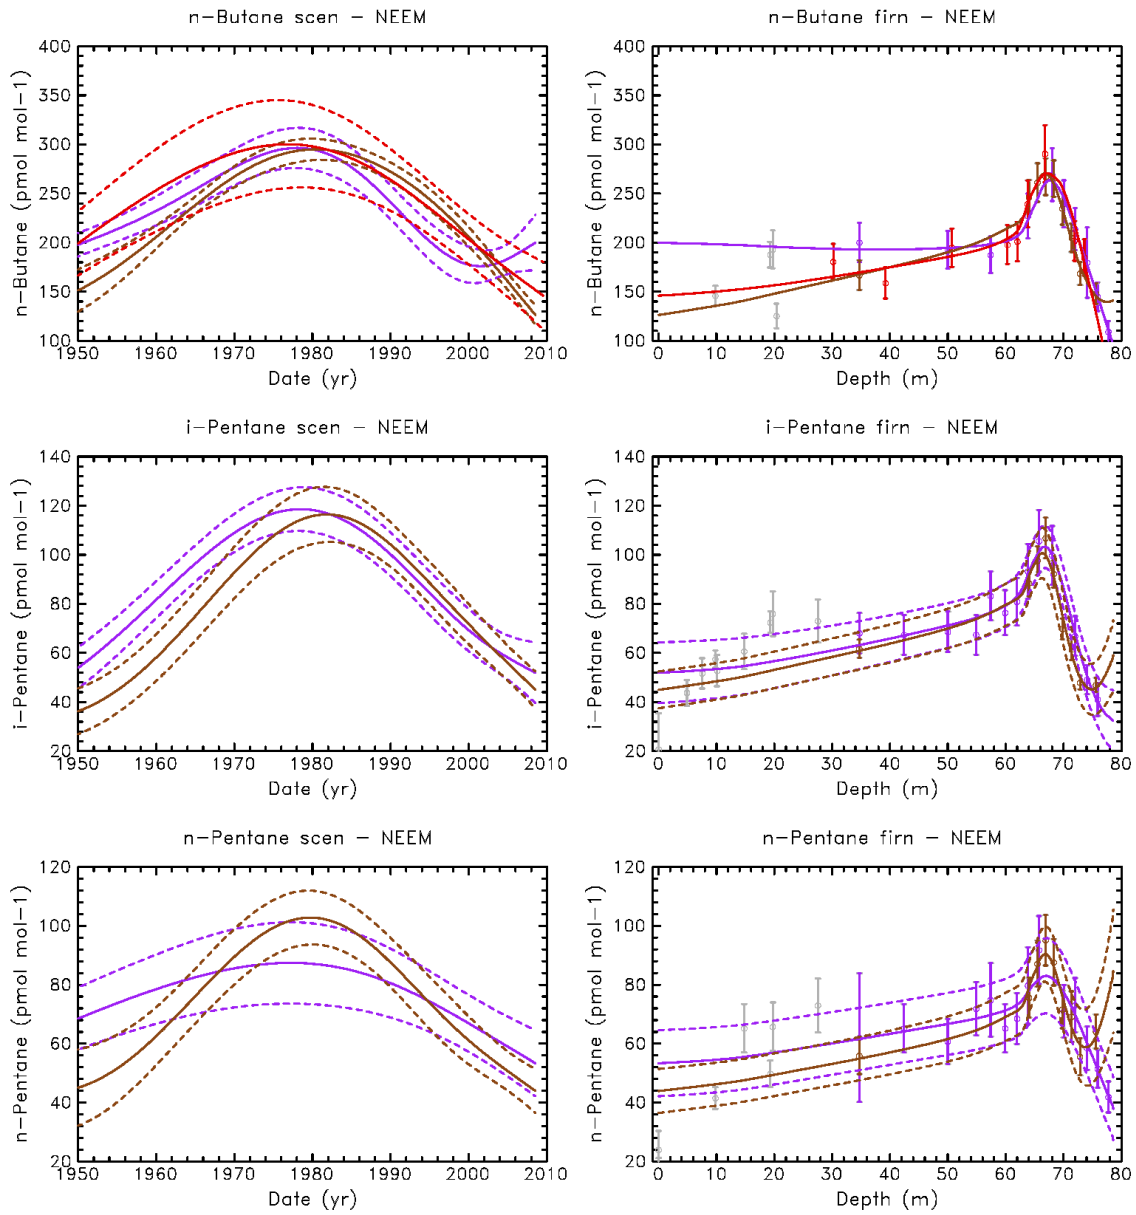 n-Butane scen - NEEM
n-Butane (pmol mol-1)
400
350
300
250
200
150
100
1950 1960 1970 1980 1990 2000 2010
Date (yr)
n-Butane firn - NEEM
n-Butane (pmol mol-1)
400
350
300
250
200
150
100
0 10 20 30 40 50 60 70 80
Depth (m)
i-Pentane scen - NEEM
i-Pentane (pmol mol-1)
140
120
100
80
60
40
20
1950 1960 1970 1980 1990 2000 2010
Date (yr)
i-Pentane firn - NEEM
i-Pentane (pmol mol-1)
140
120
100
80
60
40
20
0 10 20 30 40 50 60 70 80
Depth (m)
n-Pentane scen - NEEM
n-Pentane (pmol mol-1)
120
100
80
60
40
20
1950 1960 1970 1980 1990 2000 2010
Date (yr)
n-Pentane firn - NEEM
n-Pentane (pmol mol-1)
120
100
80
60
40
20
0 10 20 30 40 50 60 70 80
Depth (m)